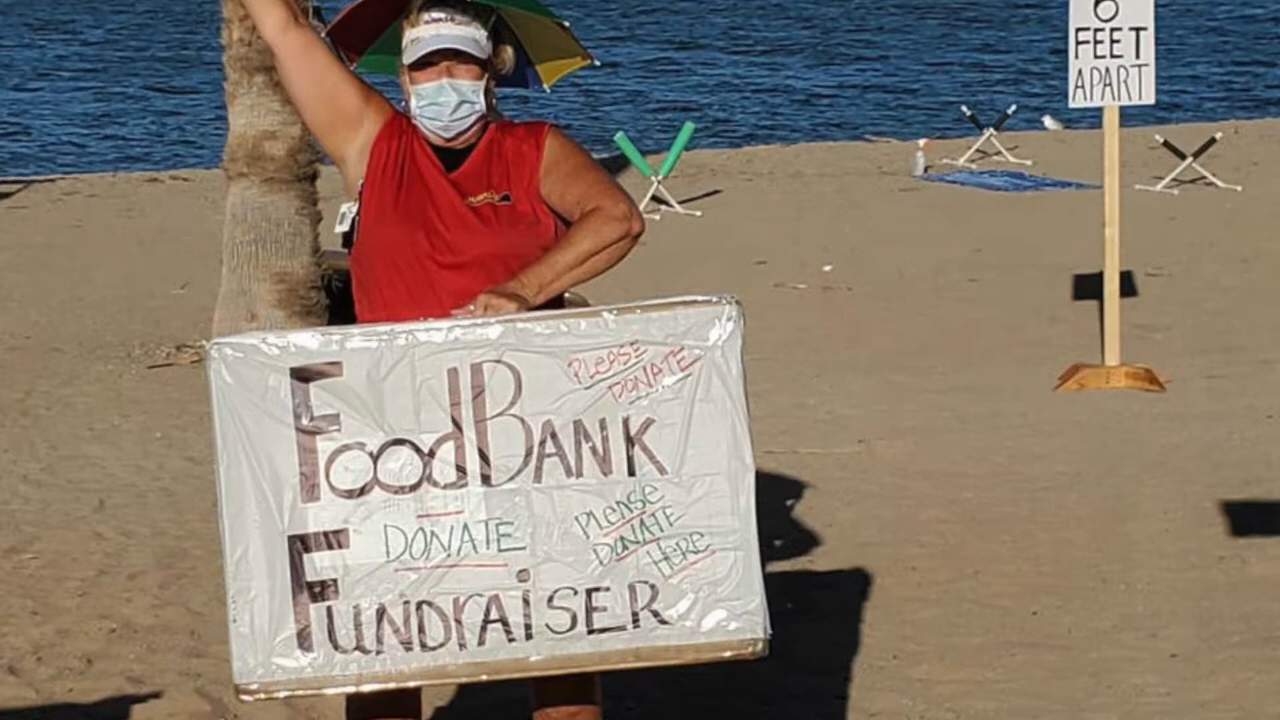 6
FEET
APART
PLEASE
DONATE
FoodBANK
DONATE
PLEASE
DONATE
HERE
FUNDRAiSER